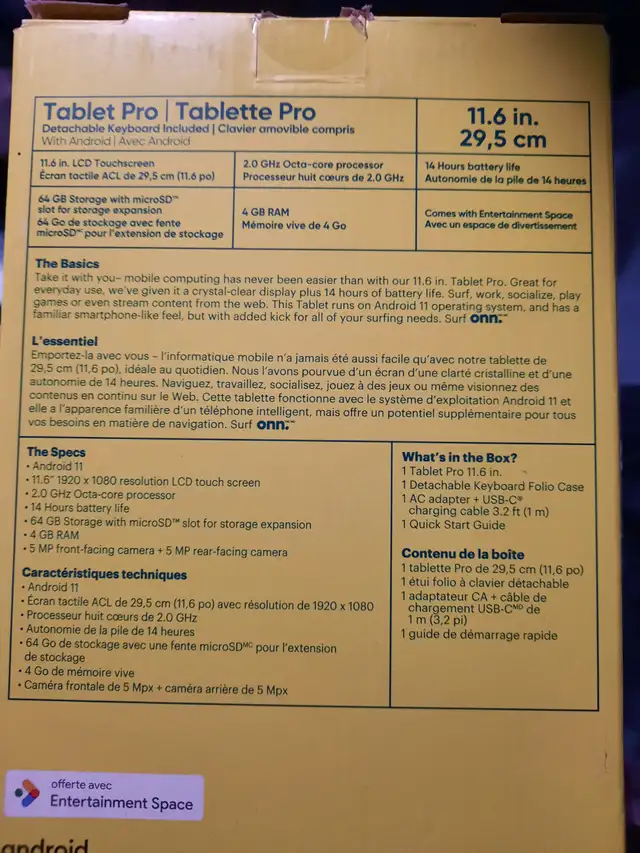 Tablet Pro | Tablette Pro
Detachable Keyboard Included | Clavier amovible compris
With Android | Avec Android
11.6 in.
29,5 cm
11.6 in. LCD Touchscreen
Écran tactile ACL de 29,5 cm (11.6 po)
2.0 GHz Octa-core processor
Processeur huit cœurs de 2.0 GHz
14 Hours battery life
Autonomie de la pile de 14 heures
64 GB Storage with microSD™
slot for storage expansion
64 Go de stockage avec fente
microSD™ pour l'extension de stockage
4 GB RAM
Mémoire vive de 4 Go
Comes with Entertainment Space
Avec un espace de divertissement
The Basics
Take it with you– mobile computing has never been easier than with our 11.6 in. Tablet Pro. Great for
everyday use, we've given it a crystal-clear display plus 14 hours of battery life. Surf, work, socialize, play
games or even stream content from the web. This Tablet runs on Android 11 operating system, and has a
familiar smartphone-like feel, but with added kick for all of your surfing needs. Surf onn.™
L'essentiel
Emportez-la avec vous – l'informatique mobile n'a jamais été aussi facile qu'avec notre tablette de
29,5 cm (11,6 po), idéale au quotidien. Nous l'avons pourvue d'un écran d'une clarté cristalline et d'une
autonomie de 14 heures. Naviguez, travaillez, socialisez, jouez à des jeux ou même visionnez des
contenus en continu sur le Web. Cette tablette fonctionne avec le système d'exploitation Android 11 et
elle a l'apparence familière d'un téléphone intelligent, mais offre un potentiel supplémentaire pour tous
vos besoins en matière de navigation. Surf onn.™
The Specs
• Android 11
• 11.6" 1920 x 1080 resolution LCD touch screen
• 2.0 GHz Octa-core processor
• 14 Hours battery life
• 64 GB Storage with microSD™ slot for storage expansion
• 4 GB RAM
• 5 MP front-facing camera + 5 MP rear-facing camera
Caractéristiques techniques
• Android 11
• Écran tactile ACL de 29,5 cm (11,6 po) avec résolution de 1920 x 1080
• Processeur huit cœurs de 2.0 GHz
• Autonomie de la pile de 14 heures
• 64 Go de stockage avec une fente microSDᴹᶜ pour l'extension
de stockage
• 4 Go de mémoire vive
• Caméra frontale de 5 Mpx + caméra arrière de 5 Mpx
What's in the Box?
1 Tablet Pro 11.6 in.
1 Detachable Keyboard Folio Case
1 AC adapter + USB-C®
charging cable 3.2 ft (1 m)
1 Quick Start Guide
Contenu de la boîte
1 tablette Pro de 29,5 cm (11,6 po)
1 étui folio à clavier détachable
1 adaptateur CA + câble de
chargement USB-Cᴹᴰ de
1 m (3,2 pi)
1 guide de démarrage rapide
offerte avec
Entertainment Space
android